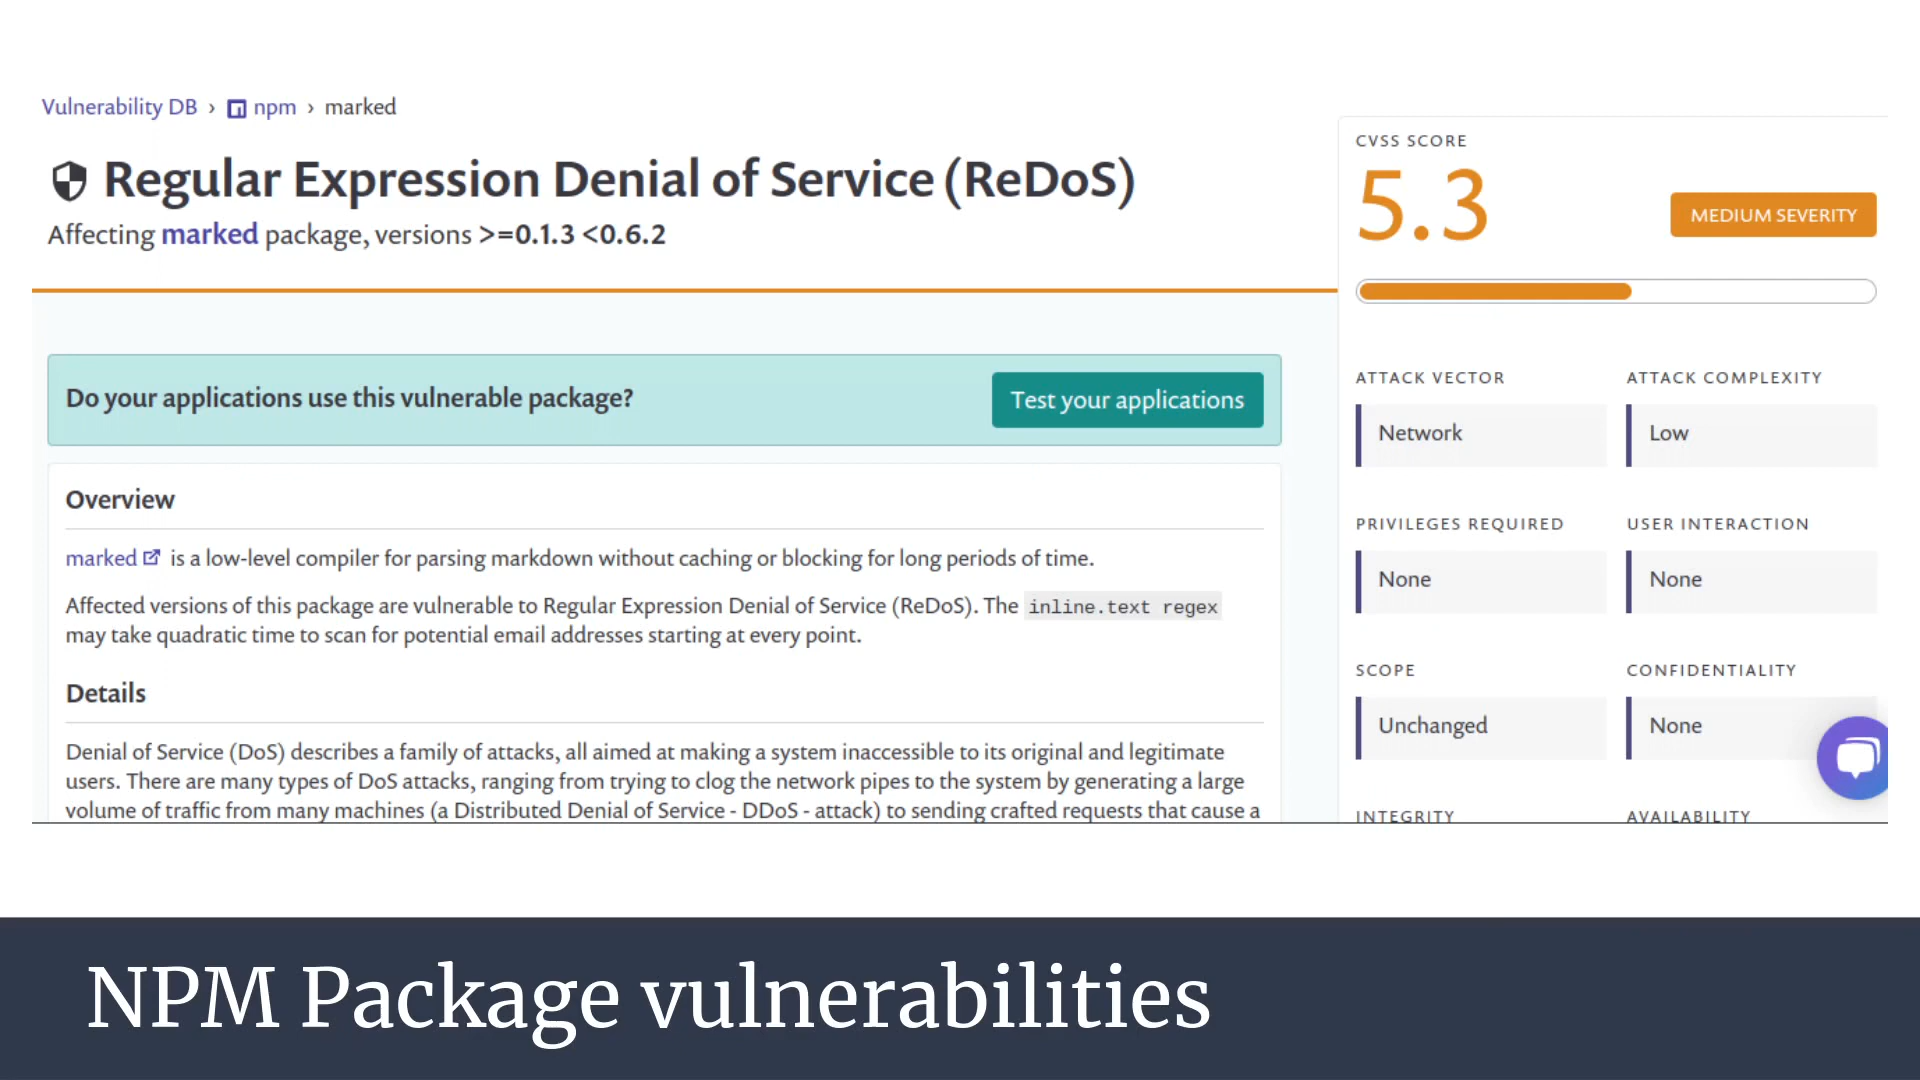 Vulnerability DB › npm › marked
Regular Expression Denial of Service (ReDoS)
Affecting marked package, versions >=0.1.3 <0.6.2
Do your applications use this vulnerable package?
Test your applications
Overview
marked is a low-level compiler for parsing markdown without caching or blocking for long periods of time.
Affected versions of this package are vulnerable to Regular Expression Denial of Service (ReDoS). The inline.text regex
may take quadratic time to scan for potential email addresses starting at every point.
Details
Denial of Service (DoS) describes a family of attacks, all aimed at making a system inaccessible to its original and legitimate
users. There are many types of DoS attacks, ranging from trying to clog the network pipes to the system by generating a large
volume of traffic from many machines (a Distributed Denial of Service - DDoS - attack) to sending crafted requests that cause a
CVSS SCORE
5.3
MEDIUM SEVERITY
ATTACK VECTOR
Network
ATTACK COMPLEXITY
Low
PRIVILEGES REQUIRED
None
USER INTERACTION
None
SCOPE
Unchanged
CONFIDENTIALITY
None
INTEGRITY
AVAILABILITY
NPM Package vulnerabilities